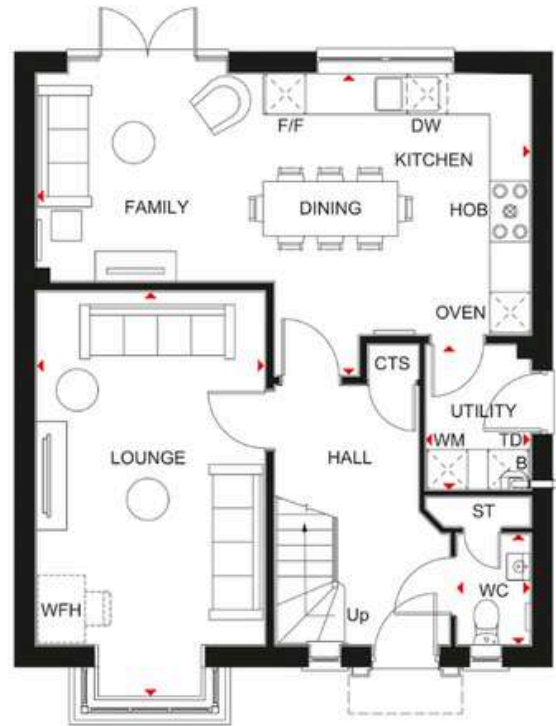 F/F
DW
KITCHEN
FAMILY
DINING
HOB
OVEN
CTS
UTILITY
WM
TD
B
LOUNGE
HALL
ST
WC
WFH
Up